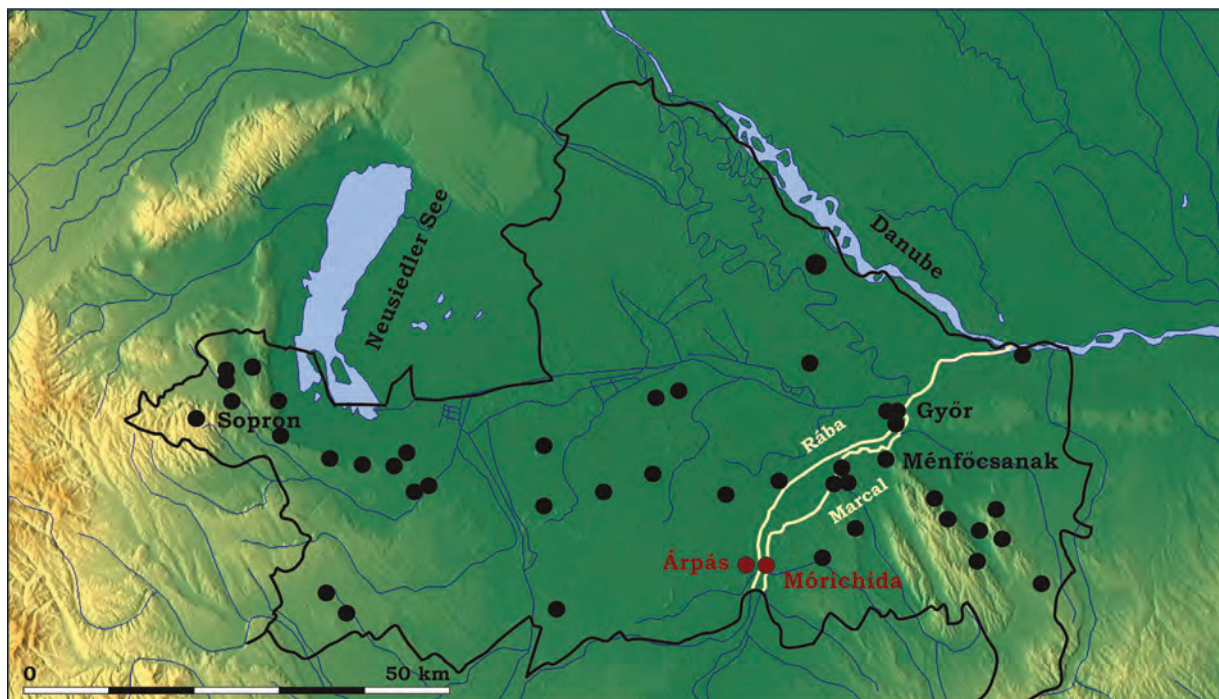 Neusiedler See
Danube
Sopron
Győr
Rába
Ménfőcsanak
Marcal
Árpás
Mórichida
0
50 km